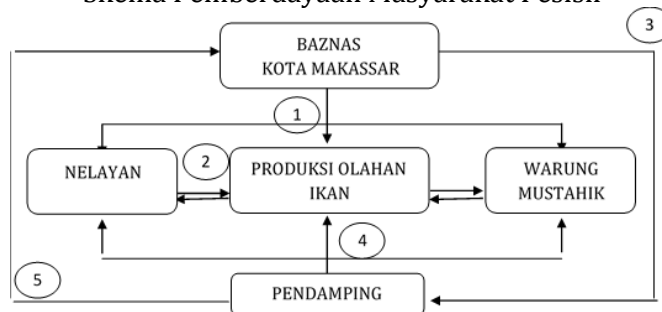 Skema Pemberdayaan Masyarakat Pesisir
3
BAZNAS
KOTA MAKASSAR
1
NELAYAN
2
PRODUKSI OLAHAN
IKAN
WARUNG
MUSTAHIK
4
5
PENDAMPING